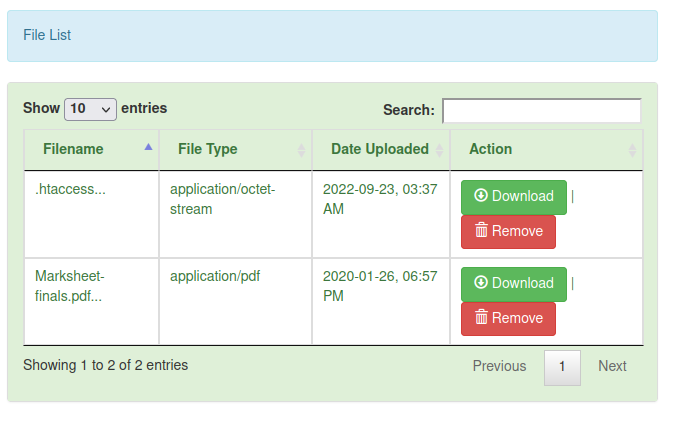 File List
Show 10 entries Search:
Filename File Type Date Uploaded Action
.htaccess... application/octet- 2022-09-23, 03:37 Download |
stream AM Remove
Marksheet- application/pdf 2020-01-26, 06:57 Download |
finals.pdf... PM Remove
Showing 1 to 2 of 2 entries Previous 1 Next